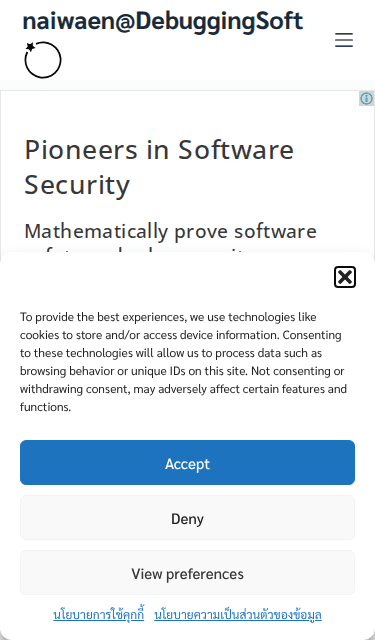 naiwaen@DebuggingSoft
Pioneers in Software
Security
Mathematically prove software
To provide the best experiences, we use technologies like
cookies to store and/or access device information. Consenting
to these technologies will allow us to process data such as
browsing behavior or unique IDs on this site. Not consenting or
withdrawing consent, may adversely affect certain features and
functions.
Accept
Deny
View preferences
นโยบายการใช้คุกกี้ นโยบายความเป็นส่วนตัวของข้อมูล